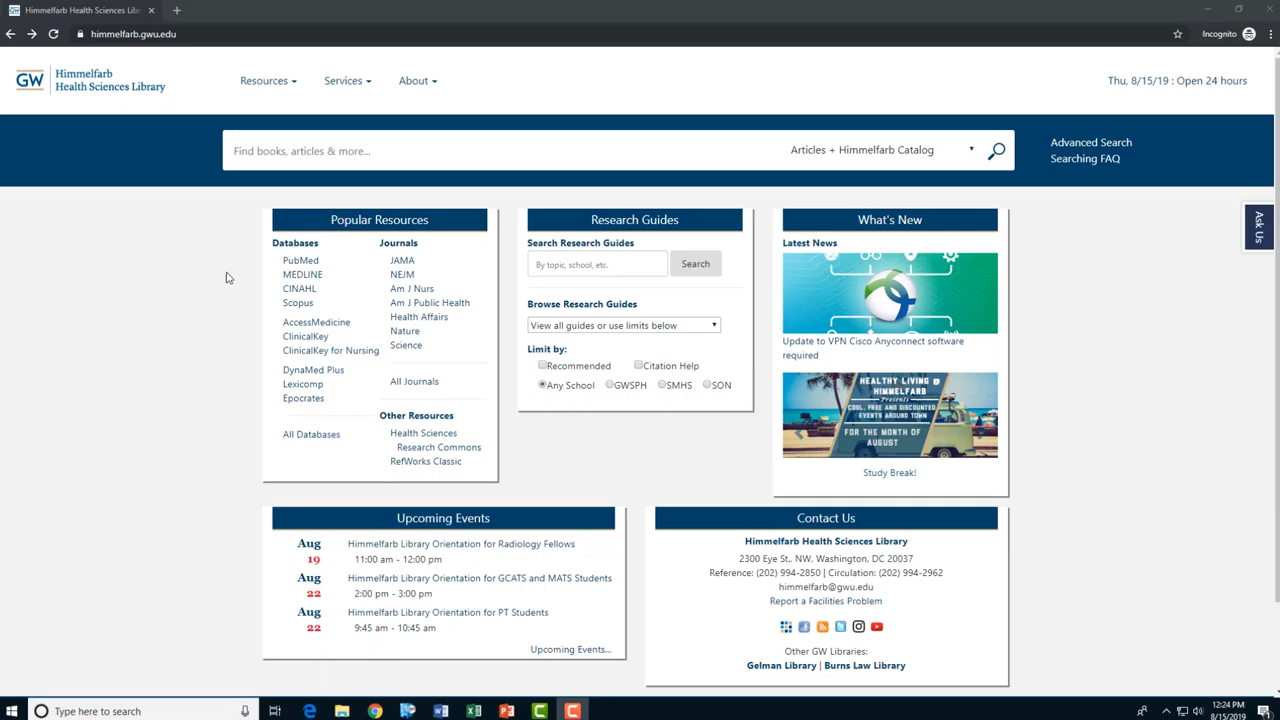 Himmelfarb Health Sciences Lib
himmelfarb.gwu.edu
Incognito
GW
Himmelfarb
Health Sciences Library
Resources
Services
About
Thu, 8/15/19 : Open 24 hours
Find books, articles & more...
Articles + Himmelfarb Catalog
Advanced Search
Searching FAQ
Ask Us
Popular Resources
Databases
PubMed
MEDLINE
CINAHL
Scopus
AccessMedicine
ClinicalKey
ClinicalKey for Nursing
DynaMed Plus
Lexicomp
Epocrates
All Databases
Journals
JAMA
NEJM
Am J Nurs
Am J Public Health
Health Affairs
Nature
Science
All Journals
Other Resources
Health Sciences
Research Commons
RefWorks Classic
Research Guides
Search Research Guides
By topic, school, etc.
Search
Browse Research Guides
View all guides or use limits below
Limit by:
Recommended
Citation Help
Any School
GWSPH
SMHS
SON
What's New
Latest News
Update to VPN Cisco Anyconnect software
required
HEALTHY LIVING @
HIMMELFARB
Presents
COOL, FREE AND DISCOUNTED
EVENTS AROUND TOWN
FOR THE MONTH OF
AUGUST
Study Break!
Upcoming Events
Aug
19
Himmelfarb Library Orientation for Radiology Fellows
11:00 am - 12:00 pm
Aug
22
Himmelfarb Library Orientation for GCATS and MATS Students
2:00 pm - 3:00 pm
Aug
22
Himmelfarb Library Orientation for PT Students
9:45 am - 10:45 am
Upcoming Events...
Contact Us
Himmelfarb Health Sciences Library
2300 Eye St., NW, Washington, DC 20037
Reference: (202) 994-2850 | Circulation: (202) 994-2962
himmelfarb@gwu.edu
Report a Facilities Problem
Other GW Libraries:
Gelman Library | Burns Law Library
Type here to search
12:24 PM
8/15/2019